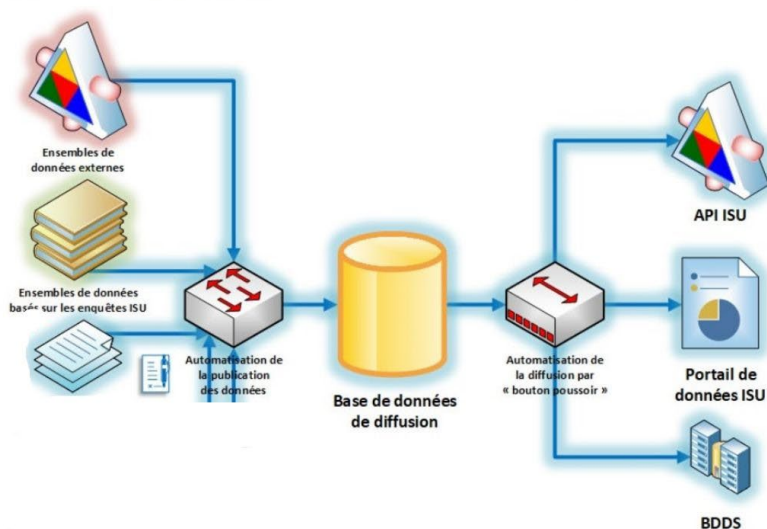 Ensembles de
données externes
API ISU
Ensembles de données
basés sur les enquêtes ISU
Automatisation de
la publication
des données
Base de données
de diffusion
Automatisation de
la diffusion par
« bouton poussoir »
Portail de
données ISU
BDDS